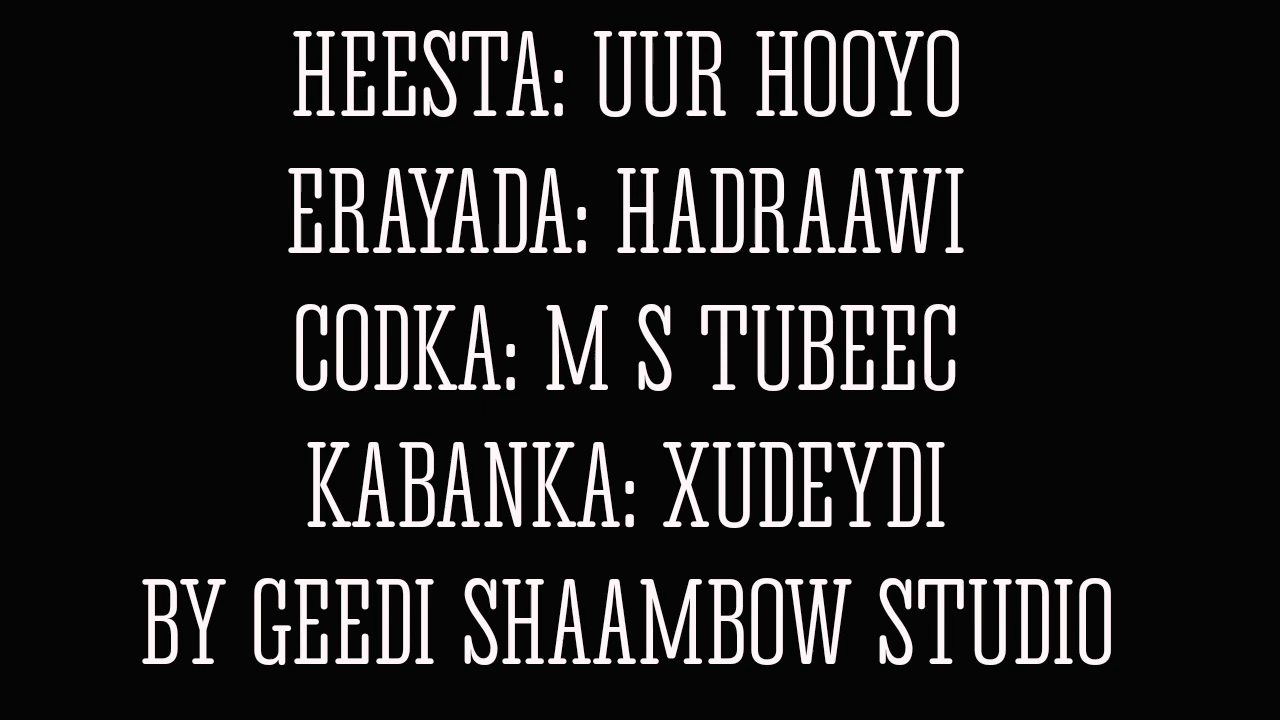 HEESTA: UUR HOOYO
ERAYADA: HADRAAWI
CODKA: M S TUBEEC
KABANKA: XUDEYDI
BY GEEDI SHAAMBOW STUDIO